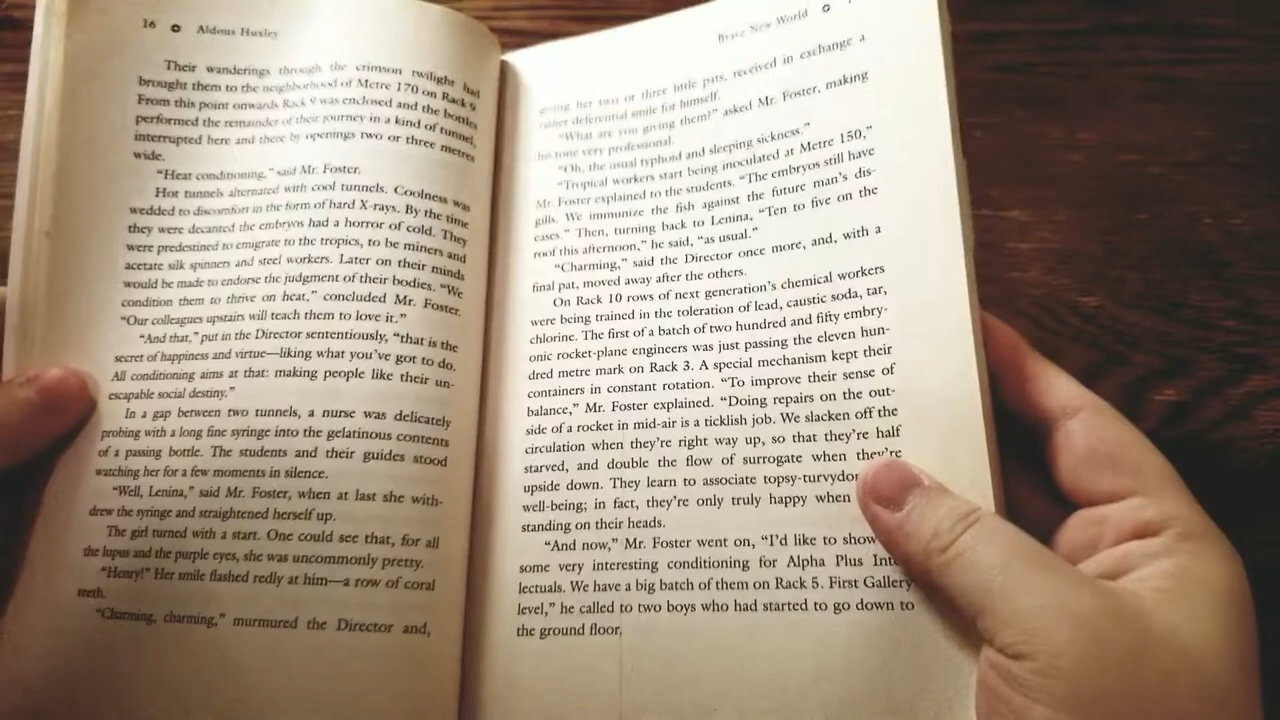 16 Aldous Huxley
Their wanderings through the crimson twilight had
brought them to the neighborhood of Metre 170 on Rack 9.
From this point onwards Rack 9 was enclosed and the bottles
performed the remainder of their journey in a kind of tunnel,
interrupted here and there by openings two or three metres
wide.
“Heat conditioning,” said Mr. Foster.
Hot tunnels alternated with cool tunnels. Coolness was
wedded to discomfort in the form of hard X-rays. By the time
they were decanted the embryos had a horror of cold. They
were predestined to emigrate to the tropics, to be miners and
acetate silk spinners and steel workers. Later on their minds
would be made to endorse the judgment of their bodies. “We
condition them to thrive on heat,” concluded Mr. Foster.
“Our colleagues upstairs will teach them to love it.”
“And that,” put in the Director sententiously, “that is the
secret of happiness and virtue—liking what you’ve got to do.
All conditioning aims at that: making people like their un-
escapable social destiny.”
In a gap between two tunnels, a nurse was delicately
probing with a long fine syringe into the gelatinous contents
of a passing bottle. The students and their guides stood
watching her for a few moments in silence.
“Well, Lenina,” said Mr. Foster, when at last she with-
drew the syringe and straightened herself up.
The girl turned with a start. One could see that, for all
the lupus and the purple eyes, she was uncommonly pretty.
“Henry!” Her smile flashed redly at him—a row of coral
teeth.
“Charming, charming,” murmured the Director and,
Brave New World
giving her two or three little pats, received in exchange a
rather deferential smile for himself.
“What are you giving them?” asked Mr. Foster, making
his tone very professional.
“Oh, the usual typhoid and sleeping sickness.”
“Tropical workers start being inoculated at Metre 150,”
Mr. Foster explained to the students. “The embryos still have
gills. We immunize the fish against the future man’s dis-
eases.” Then, turning back to Lenina, “Ten to five on the
roof this afternoon,” he said, “as usual.”
“Charming,” said the Director once more, and, with a
final pat, moved away after the others.
On Rack 10 rows of next generation’s chemical workers
were being trained in the toleration of lead, caustic soda, tar,
chlorine. The first of a batch of two hundred and fifty embry-
onic rocket-plane engineers was just passing the eleven hun-
dred metre mark on Rack 3. A special mechanism kept their
containers in constant rotation. “To improve their sense of
balance,” Mr. Foster explained. “Doing repairs on the out-
side of a rocket in mid-air is a ticklish job. We slacken off the
circulation when they’re right way up, so that they’re half
starved, and double the flow of surrogate when they’re
upside down. They learn to associate topsy-turvydom
well-being; in fact, they’re only truly happy when
standing on their heads.
“And now,” Mr. Foster went on, “I’d like to show
some very interesting conditioning for Alpha Plus Inte
lectuals. We have a big batch of them on Rack 5. First Gallery
level,” he called to two boys who had started to go down to
the ground floor.